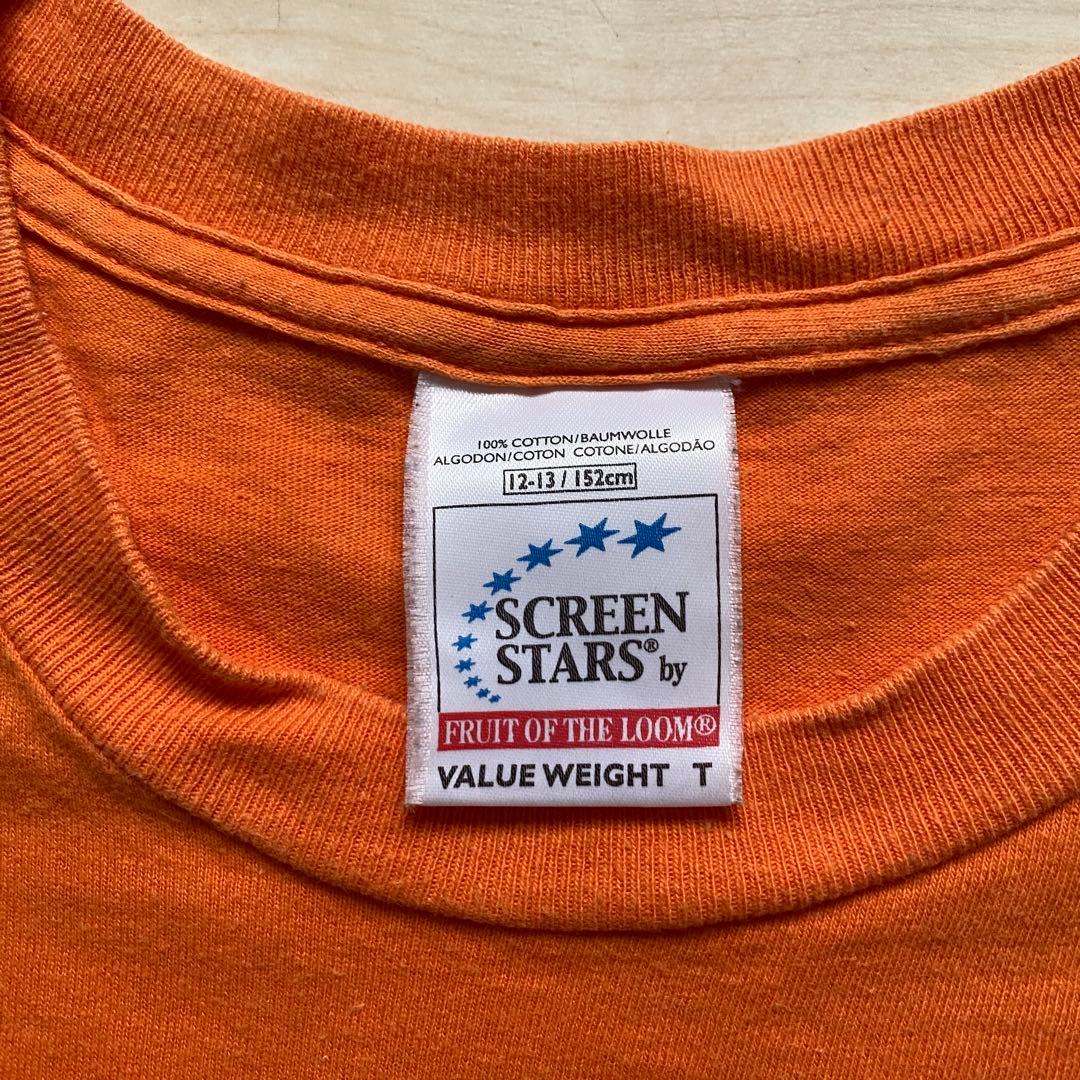 100% COTTON/BAUMWOLLE
ALGODON/COTON COTONE/ALGODÃO
12-13 / 152cm
SCREEN
STARS® by
FRUIT OF THE LOOM®
VALUE WEIGHT T